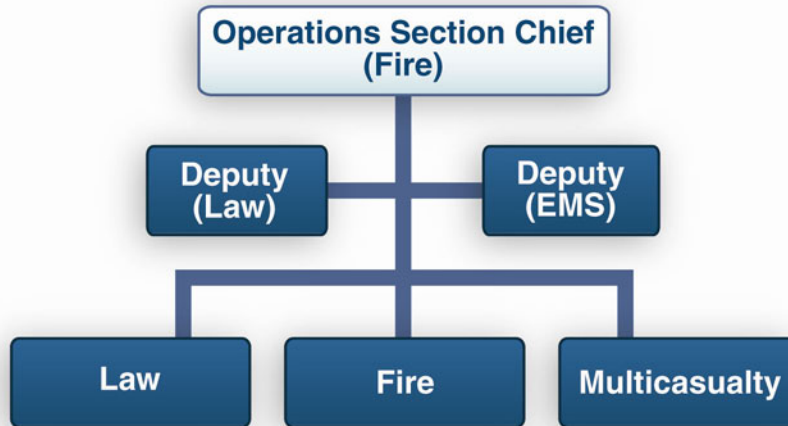 Operations Section Chief
(Fire)
Deputy
(Law)
Deputy
(EMS)
Law
Fire
Multicasualty